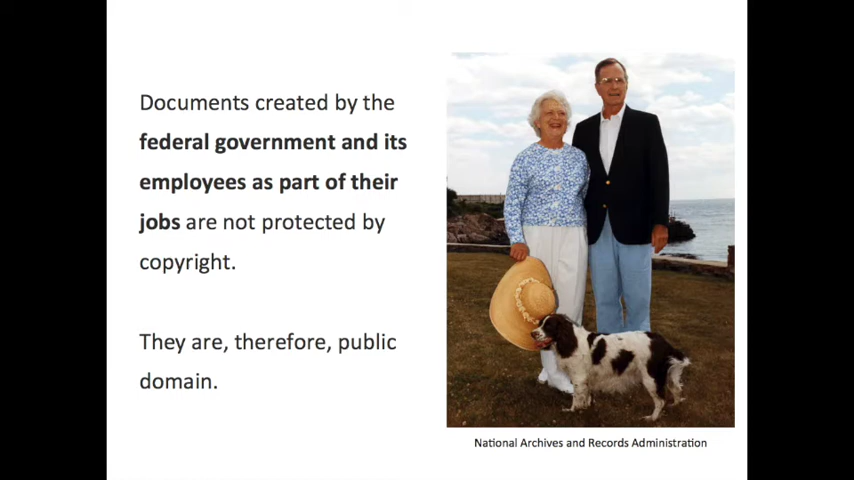 Documents created by the
federal government and its
employees as part of their
jobs are not protected by
copyright.
They are, therefore, public
domain.
National Archives and Records Administration